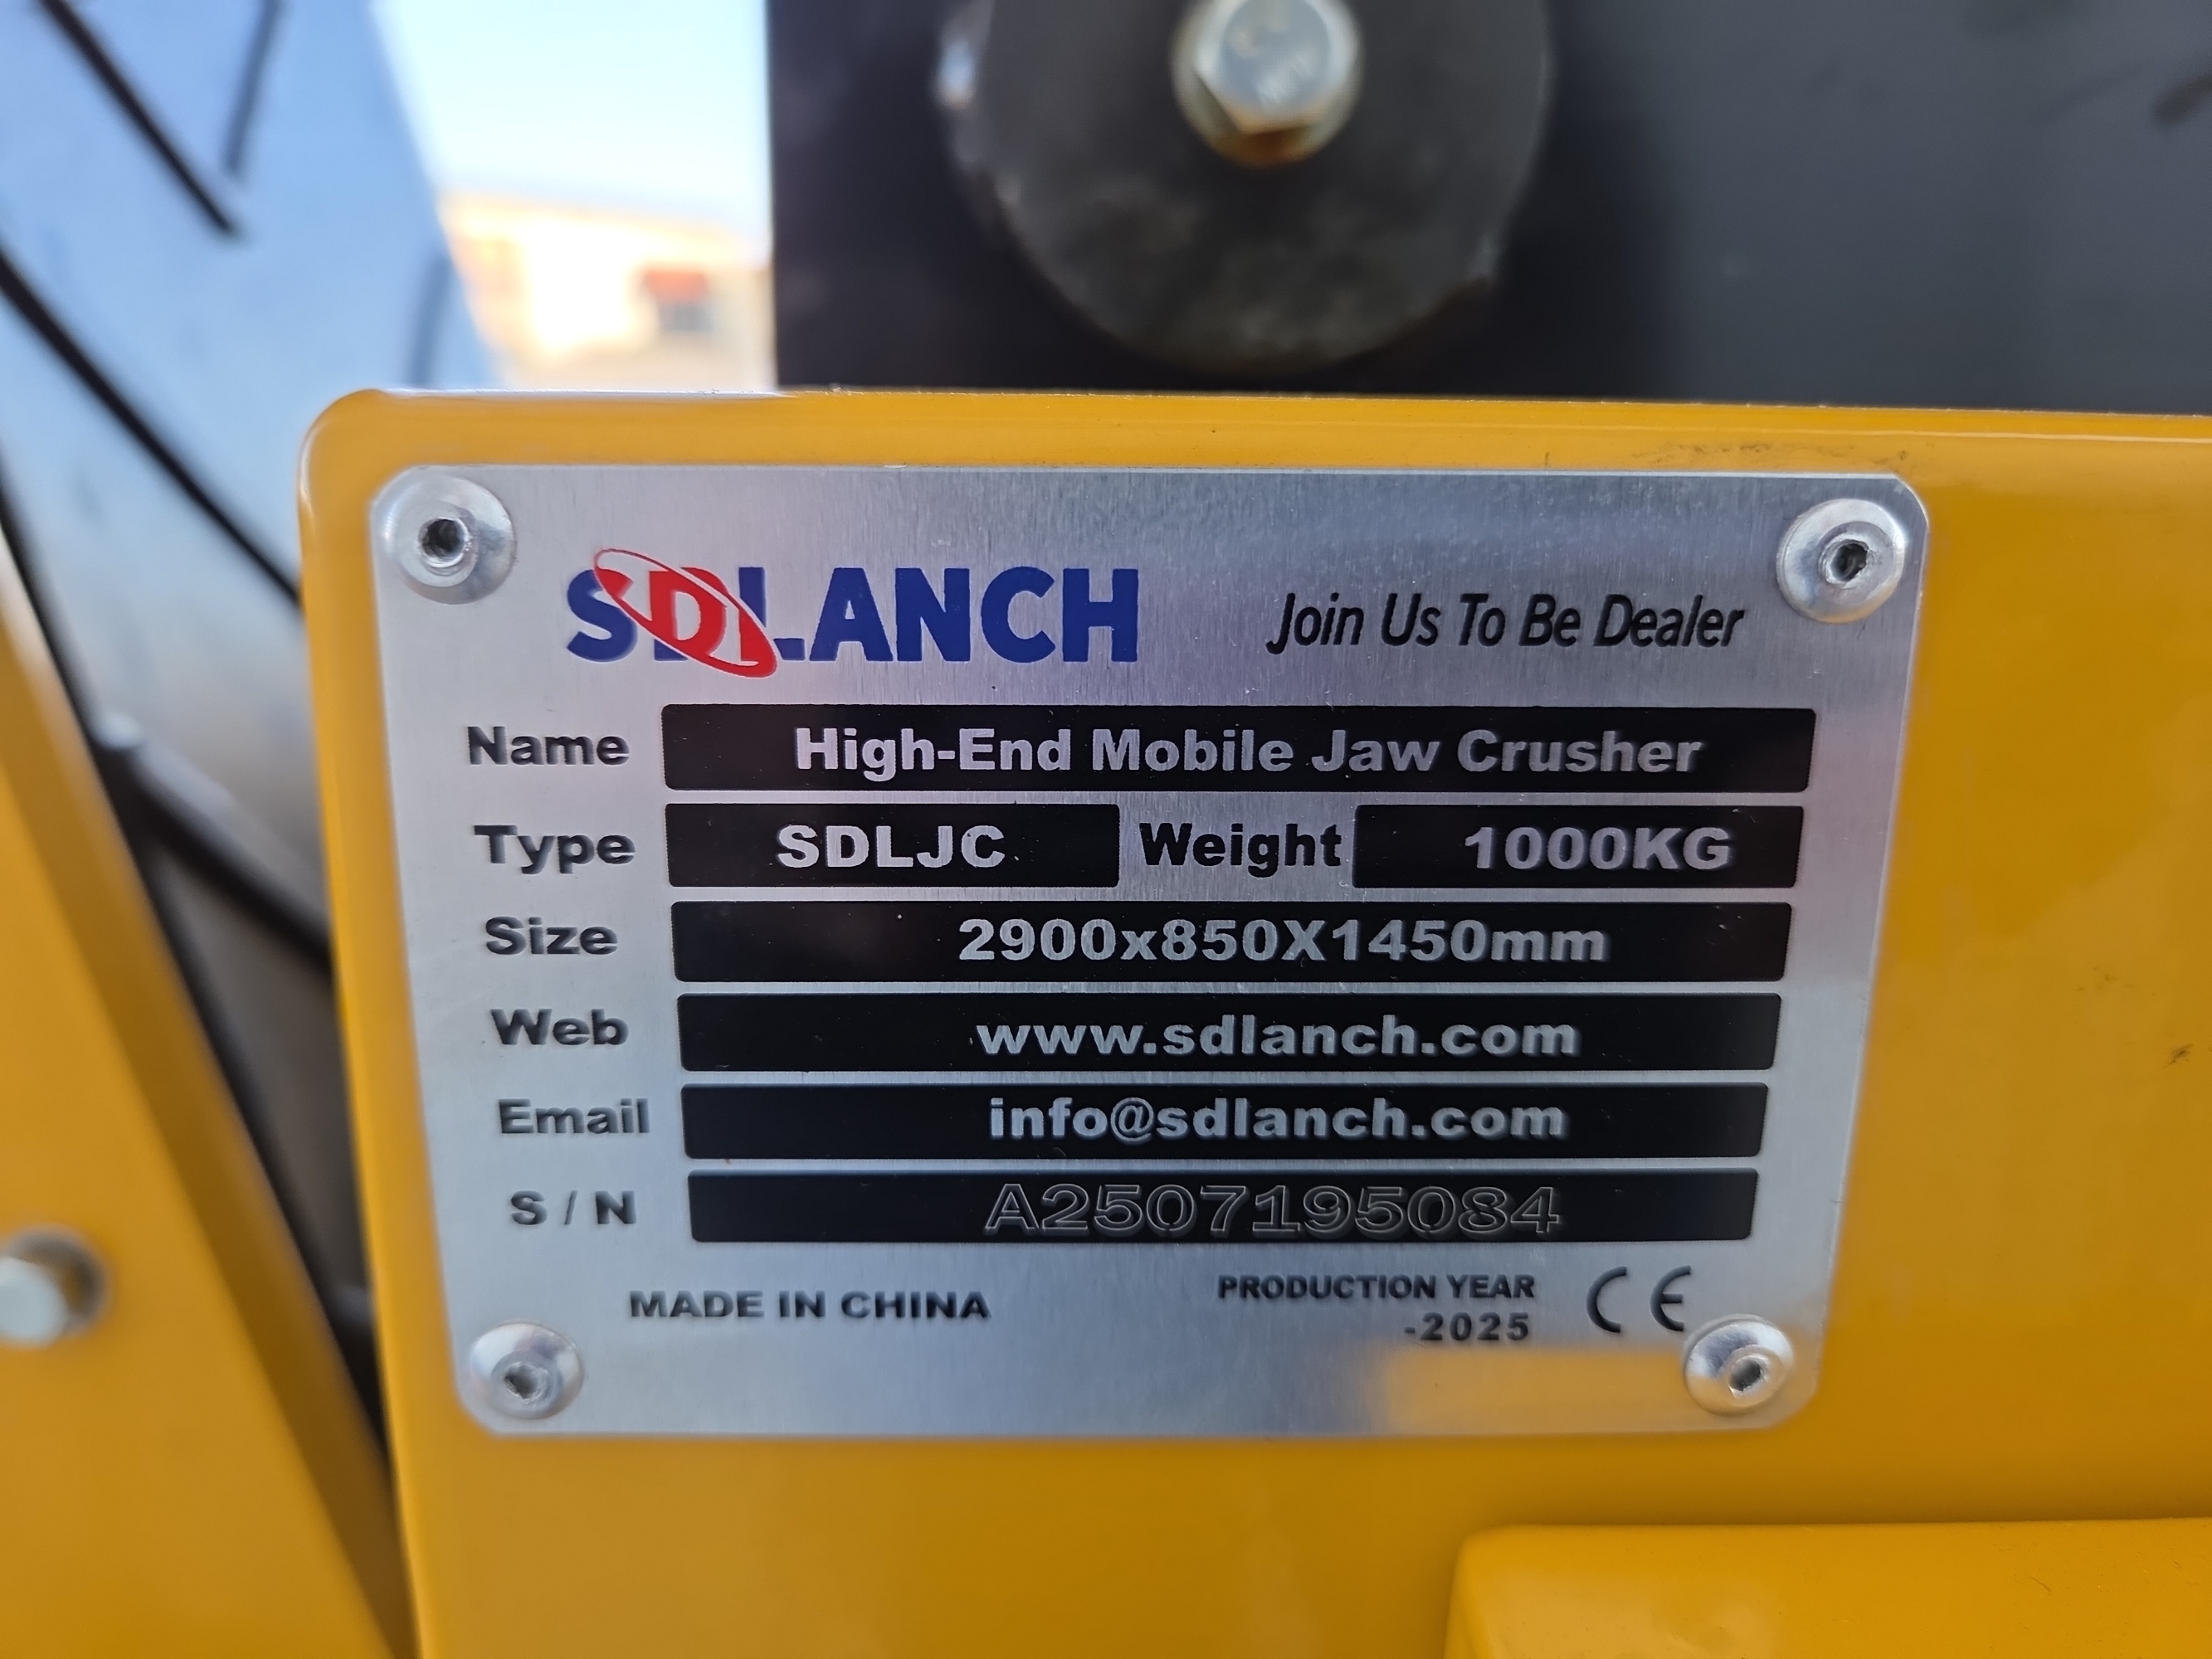 SDLANCH Join Us To Be Dealer
Name High-End Mobile Jaw Crusher
Type SDLJC Weight 1000KG
Size 2900x850X1450mm
Web www.sdlanch.com
Email info@sdlanch.com
S / N A2507195084
MADE IN CHINA PRODUCTION YEAR CE
-2025